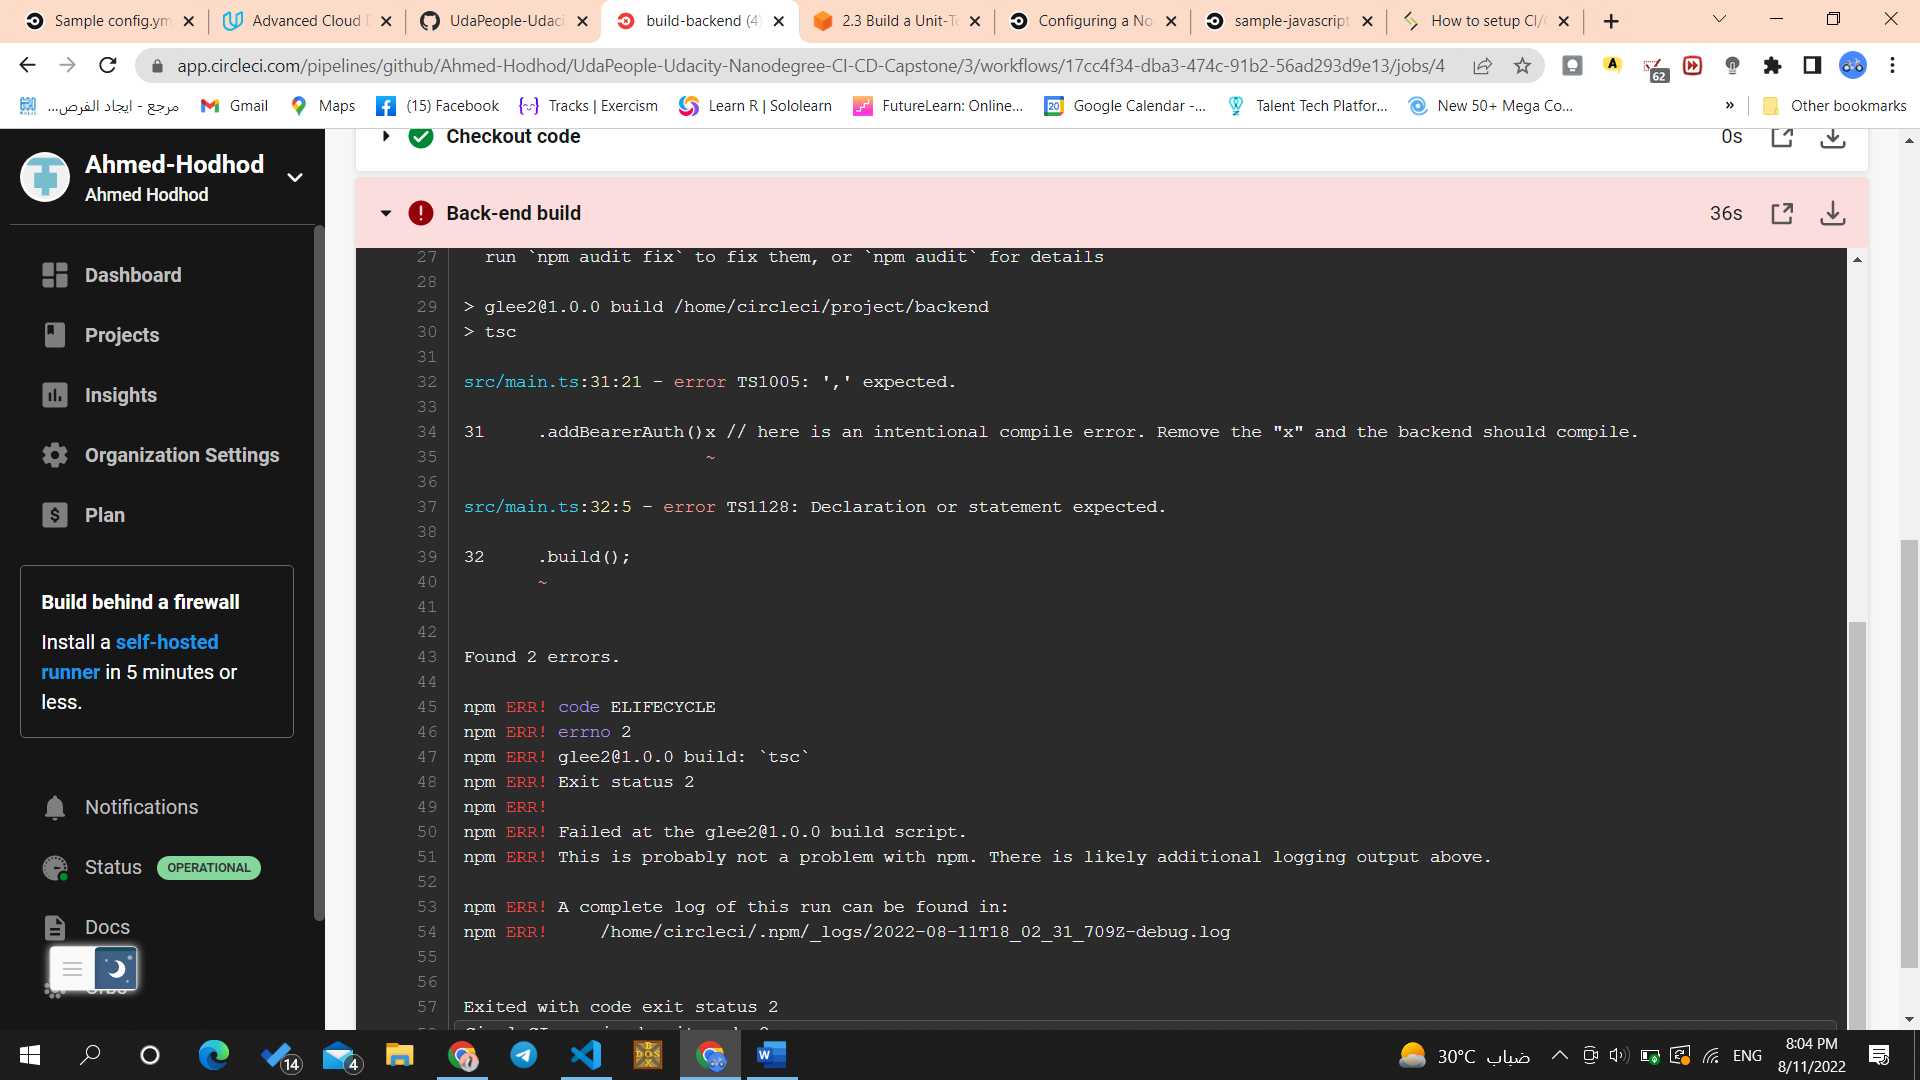 Sample config.ym
Advanced Cloud D
UdaPeople-Udaci
build-backend (4)
2.3 Build a Unit-Te
Configuring a No
sample-javascript
How to setup CI/C
app.circleci.com/pipelines/github/Ahmed-Hodhod/UdaPeople-Udacity-Nanodegree-CI-CD-Capstone/3/workflows/17cc4f34-dba3-474c-91b2-56ad293d9e13/jobs/4
62
مرجع - ايجاد الفرص...
Gmail
Maps
(15) Facebook
Tracks | Exercism
Learn R | Sololearn
FutureLearn: Online...
Google Calendar -...
Talent Tech Platfor...
New 50+ Mega Co...
»
Other bookmarks
Ahmed-Hodhod
Ahmed Hodhod
Dashboard
Projects
Insights
Organization Settings
Plan
Build behind a firewall
Install a self-hosted
runner in 5 minutes or
less.
Notifications
Status OPERATIONAL
Docs
Checkout code 0s
Back-end build 36s
27 run `npm audit fix` to fix them, or `npm audit` for details
28
29 > glee2@1.0.0 build /home/circleci/project/backend
30 > tsc
31
32 src/main.ts:31:21 - error TS1005: ',' expected.
33
34 31 .addBearerAuth()x // here is an intentional compile error. Remove the "x" and the backend should compile.
35 ~
36
37 src/main.ts:32:5 - error TS1128: Declaration or statement expected.
38
39 32 .build();
40 ~
41
42
43 Found 2 errors.
44
45 npm ERR! code ELIFECYCLE
46 npm ERR! errno 2
47 npm ERR! glee2@1.0.0 build: `tsc`
48 npm ERR! Exit status 2
49 npm ERR!
50 npm ERR! Failed at the glee2@1.0.0 build script.
51 npm ERR! This is probably not a problem with npm. There is likely additional logging output above.
52
53 npm ERR! A complete log of this run can be found in:
54 npm ERR! /home/circleci/.npm/_logs/2022-08-11T18_02_31_709Z-debug.log
55
56
57 Exited with code exit status 2
14
4
30°C ضباب
ENG
8:04 PM
8/11/2022